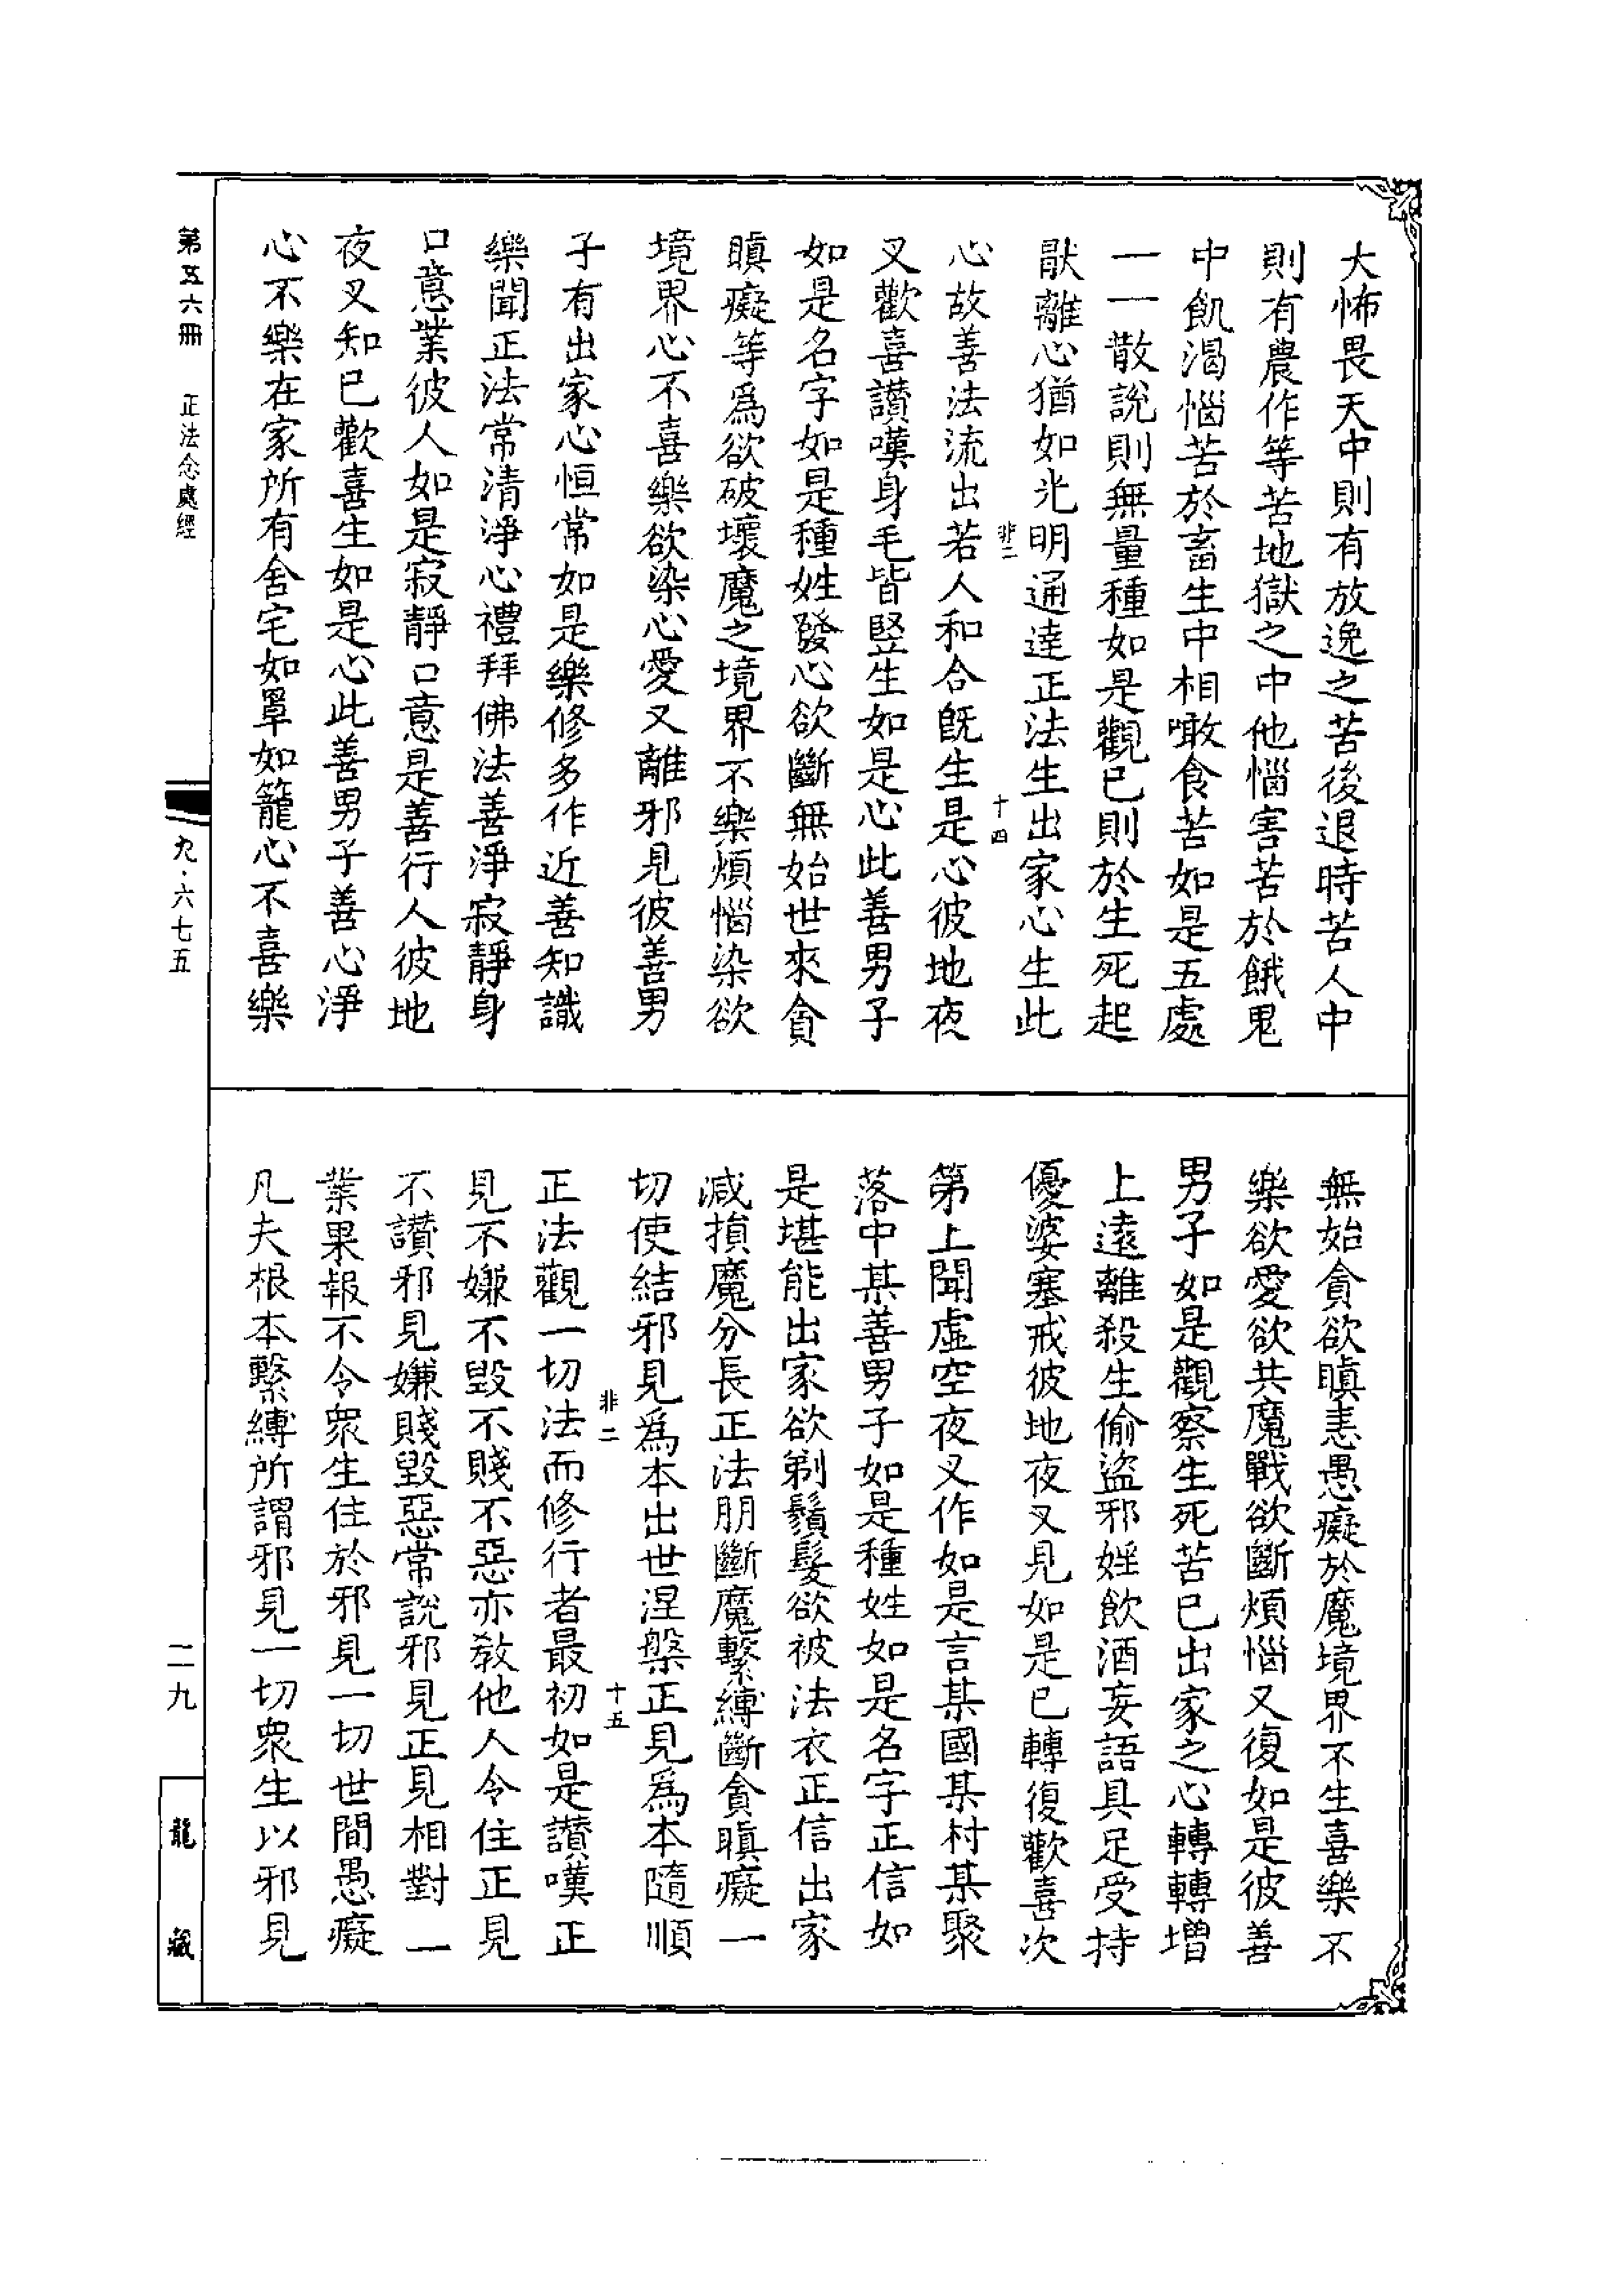 大怖畏天中則有放逸之苦後退時苦人中
則有農作等苦地獄之中他惱害苦於餓鬼
中飢渴惱苦於畜生中相噉食苦如是五處
一一散說則無量種如是觀已則於生死起
猒離心猶如光明通達正法生出家心生此
非二
十四
心故善法流出若人和合旣生是心彼地夜
叉歡喜讚嘆身毛皆竪生如是心此善男子
如是名字如是種姓發心欲斷無始世來貪
瞋癡等爲欲破壞魔之境界不樂煩惱染欲
境界心不喜樂欲染心愛又離邪見彼善男
子有出家心恒常如是樂修多作近善知識
樂聞正法常清淨心禮拜佛法善淨寂靜身
口意業彼人如是寂靜口意是善行人彼地
夜叉知已歡喜生如是心此善男子善心淨
心不樂在家所有舍宅如罩如籠心不喜樂
無始貪欲瞋恚愚癡於魔境界不生喜樂不
樂欲愛欲共魔戰欲斷煩惱又復如是彼善
男子如是觀察生死苦已出家之心轉轉增
上遠離殺生偷盜邪婬飲酒妄語具足受持
優婆塞戒彼地夜叉見如是已轉復歡喜次
第上聞虛空夜叉作如是言某國某村某聚
落中某善男子如是種姓如是名字正信如
是堪能出家欲剃鬚髮欲被法衣正信出家
減損魔分長正法朋斷魔繫縛斷貪瞋癡一
切使結邪見爲本出世涅槃正見爲本隨順
非二
十五
正法觀一切法而修行者最初如是讚嘆正
見不嫌不毀不賤不惡亦教他人令住正見
不讚邪見嫌賤毀惡常說邪見正見相對一
業果報不令衆生住於邪見一切世間愚癡
凡夫根本繫縛所謂邪見一切衆生以邪見
第五六冊
正法念處經
九·六七五
二九
龍藏